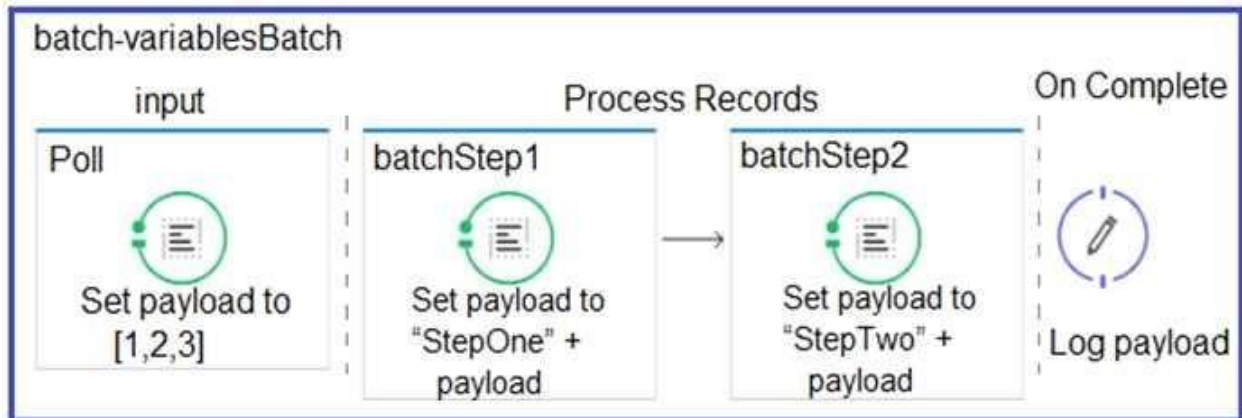 batch-variablesBatch
input
Process Records
On Complete
Poll
Set payload to
[1,2,3]
batchStep1
Set payload to
“StepOne” +
payload
batchStep2
Set payload to
“StepTwo” +
payload
Log payload